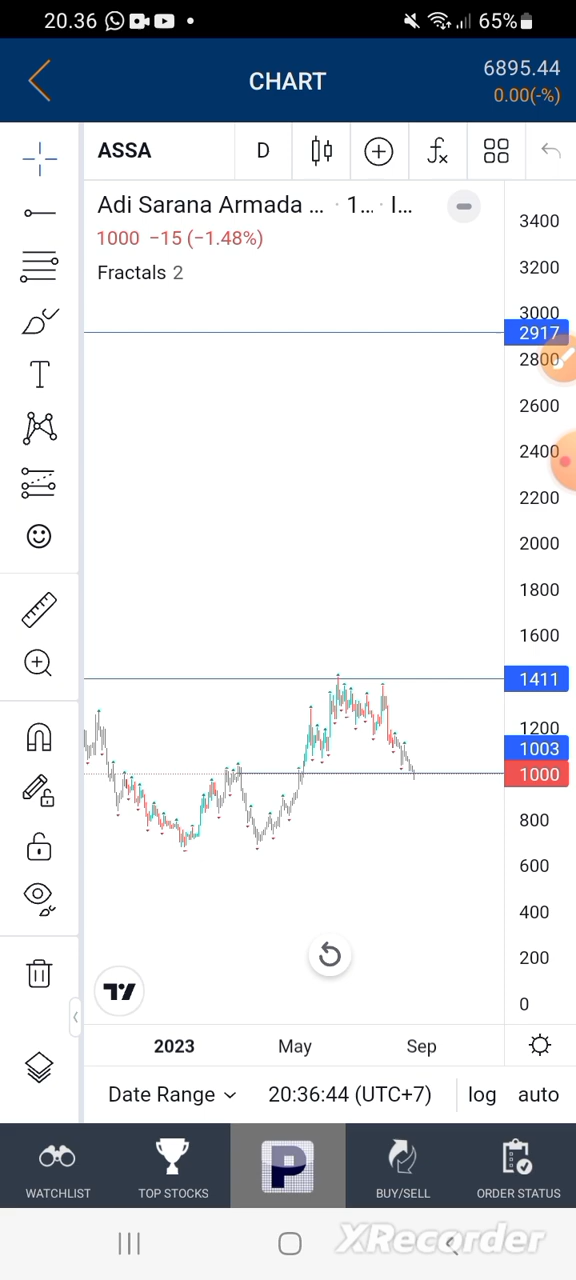 20.36
65%
CHART
6895.44
0.00(-%)
ASSA
D
Adi Sarana Armada ... · 1... · I...
1000 −15 (−1.48%)
Fractals 2
3400
3200
3000
2917
2800
2600
2400
2200
2000
1800
1600
1411
1200
1003
1000
800
600
400
200
0
2023 May Sep
Date Range 20:36:44 (UTC+7) log auto
WATCHLIST TOP STOCKS P BUY/SELL ORDER STATUS
XRecorder